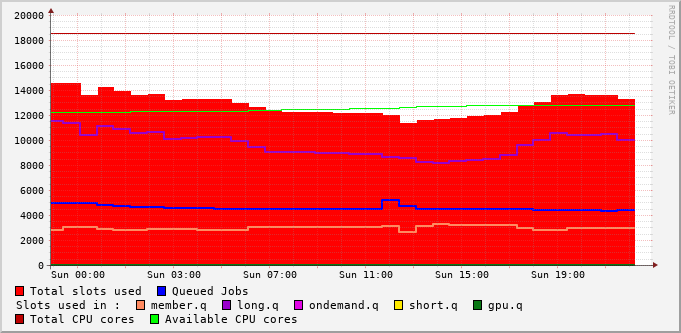 RRDTOOL / TOBI OETIKER
20000
18000
16000
14000
12000
10000
8000
6000
4000
2000
0
Sun 00:00 Sun 03:00 Sun 07:00 Sun 11:00 Sun 15:00 Sun 19:00
Total slots used Queued Jobs
Slots used in : member.q long.q ondemand.q short.q gpu.q
Total CPU cores Available CPU cores